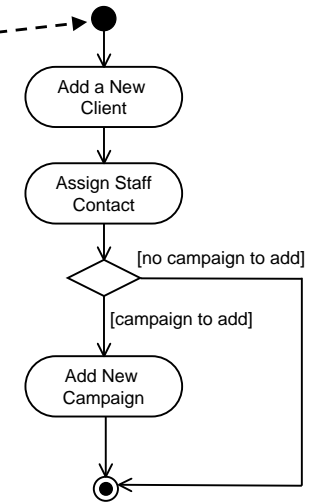 Add a New
Client
Assign Staff
Contact
[no campaign to add]
[campaign to add]
Add New
Campaign